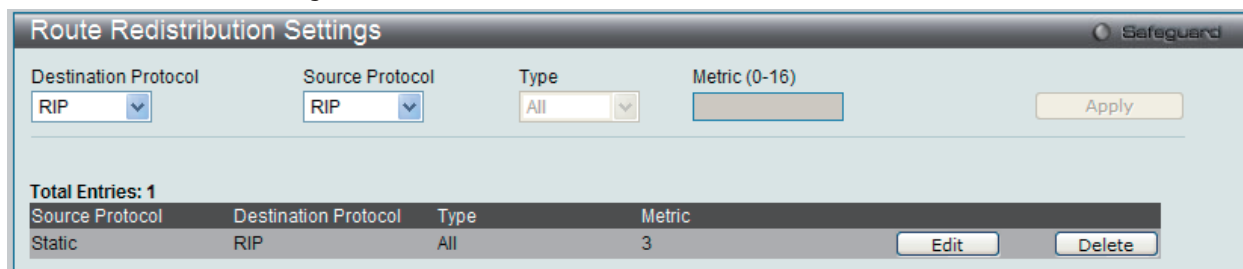 Route Redistribution Settings Safeguard
Destination Protocol Source Protocol Type Metric (0-16)
RIP RIP All Apply
Total Entries: 1
Source Protocol Destination Protocol Type Metric
Static RIP All 3 Edit Delete